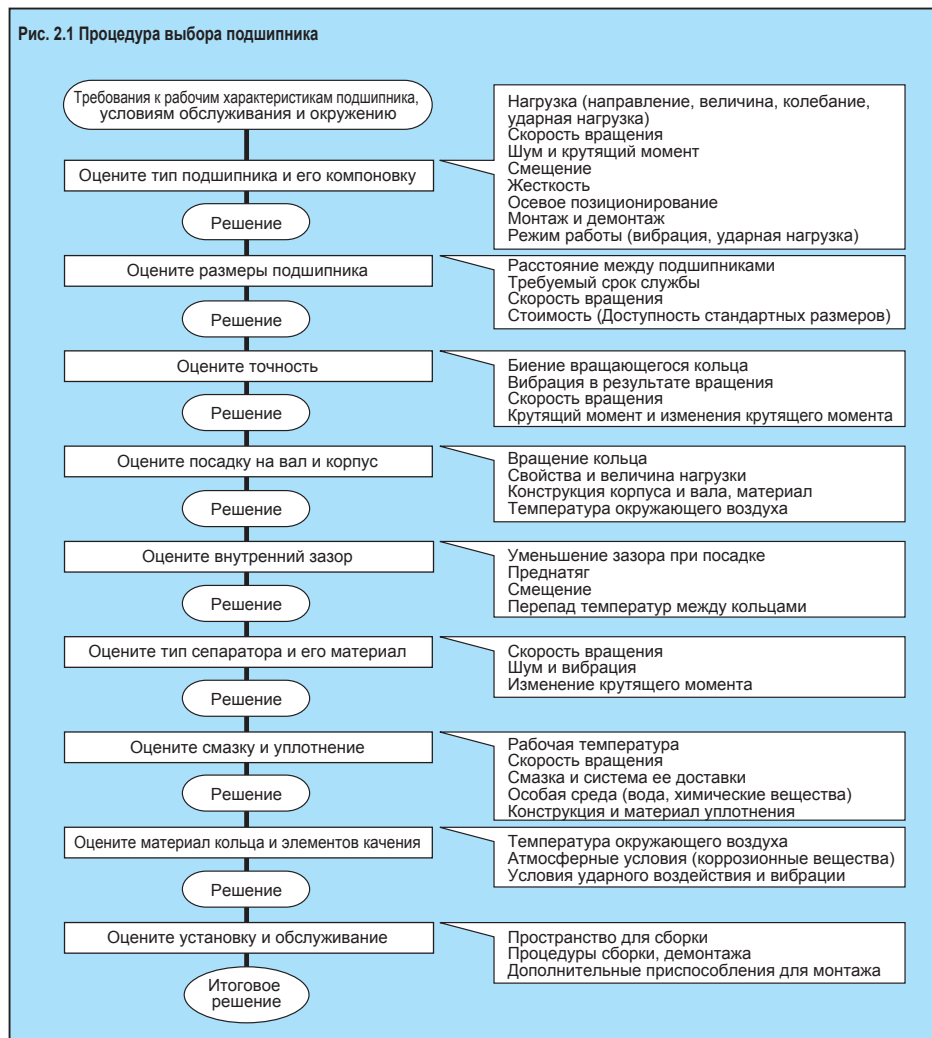 Рис. 2.1 Процедура выбора подшипника
Требования к рабочим характеристикам подшипника,
условиям обслуживания и окружению
Оцените тип подшипника и его компоновку
Нагрузка (направление, величина, колебание,
ударная нагрузка)
Скорость вращения
Шум и крутящий момент
Смещение
Жесткость
Осевое позиционирование
Монтаж и демонтаж
Режим работы (вибрация, ударная нагрузка)
Решение
Оцените размеры подшипника
Расстояние между подшипниками
Требуемый срок службы
Скорость вращения
Стоимость (Доступность стандартных размеров)
Решение
Оцените точность
Биение вращающегося кольца
Вибрация в результате вращения
Скорость вращения
Крутящий момент и изменения крутящего момента
Решение
Оцените посадку на вал и корпус
Вращение кольца
Свойства и величина нагрузки
Конструкция корпуса и вала, материал
Температура окружающего воздуха
Решение
Оцените внутренний зазор
Уменьшение зазора при посадке
Преднатяг
Смещение
Перепад температур между кольцами
Решение
Оцените тип сепаратора и его материал
Скорость вращения
Шум и вибрация
Изменение крутящего момента
Решение
Оцените смазку и уплотнение
Рабочая температура
Скорость вращения
Смазка и система ее доставки
Особая среда (вода, химические вещества)
Конструкция и материал уплотнения
Решение
Оцените материал кольца и элементов качения
Температура окружающего воздуха
Атмосферные условия (коррозионные вещества)
Условия ударного воздействия и вибрации
Решение
Оцените установку и обслуживание
Пространство для сборки
Процедуры сборки, демонтажа
Дополнительные приспособления для монтажа
Итоговое
решение